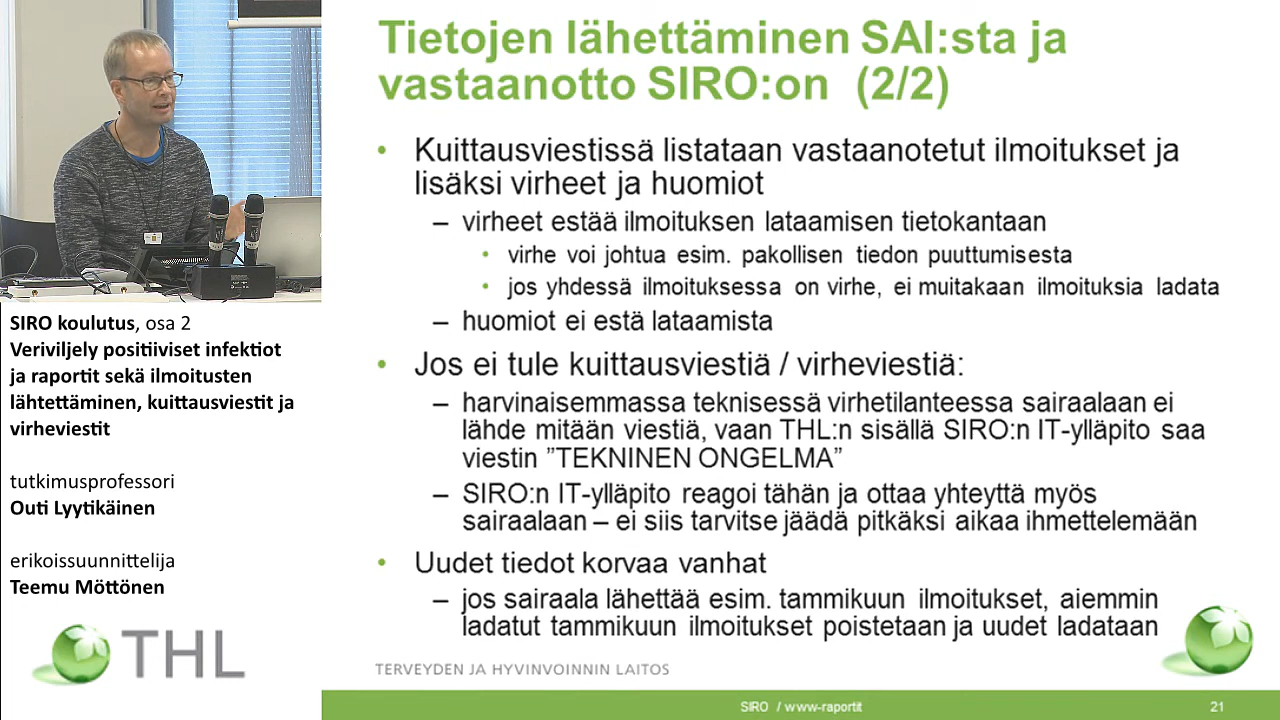 Tietojen lähettäminen SAI:sta ja
vastaanotto SIRO:on (2/2)
• Kuittausviestissä listataan vastaanotetut ilmoitukset ja
lisäksi virheet ja huomiot
– virheet estää ilmoituksen lataamisen tietokantaan
• virhe voi johtua esim. pakollisen tiedon puuttumisesta
• jos yhdessä ilmoituksessa on virhe, ei muitakaan ilmoituksia ladata
– huomiot ei estä lataamista
• Jos ei tule kuittausviestiä / virheviestiä:
– harvinaisemmassa teknisessä virhetilanteessa sairaalaan ei
lähde mitään viestiä, vaan THL:n sisällä SIRO:n IT-ylläpito saa
viestin ”TEKNINEN ONGELMA”
– SIRO:n IT-ylläpito reagoi tähän ja ottaa yhteyttä myös
sairaalaan – ei siis tarvitse jäädä pitkäksi aikaa ihmettelemään
• Uudet tiedot korvaa vanhat
– jos sairaala lähettää esim. tammikuun ilmoitukset, aiemmin
ladatut tammikuun ilmoitukset poistetaan ja uudet ladataan
TERVEYDEN JA HYVINVOINNIN LAITOS
SIRO / www-raportit
21
SIRO koulutus, osa 2
Veriviljely positiiviset infektiot
ja raportit sekä ilmoitusten
lähtettäminen, kuittausviestit ja
virheviestit
tutkimusprofessori
Outi Lyytikäinen
erikoissuunnittelija
Teemu Möttönen
THL